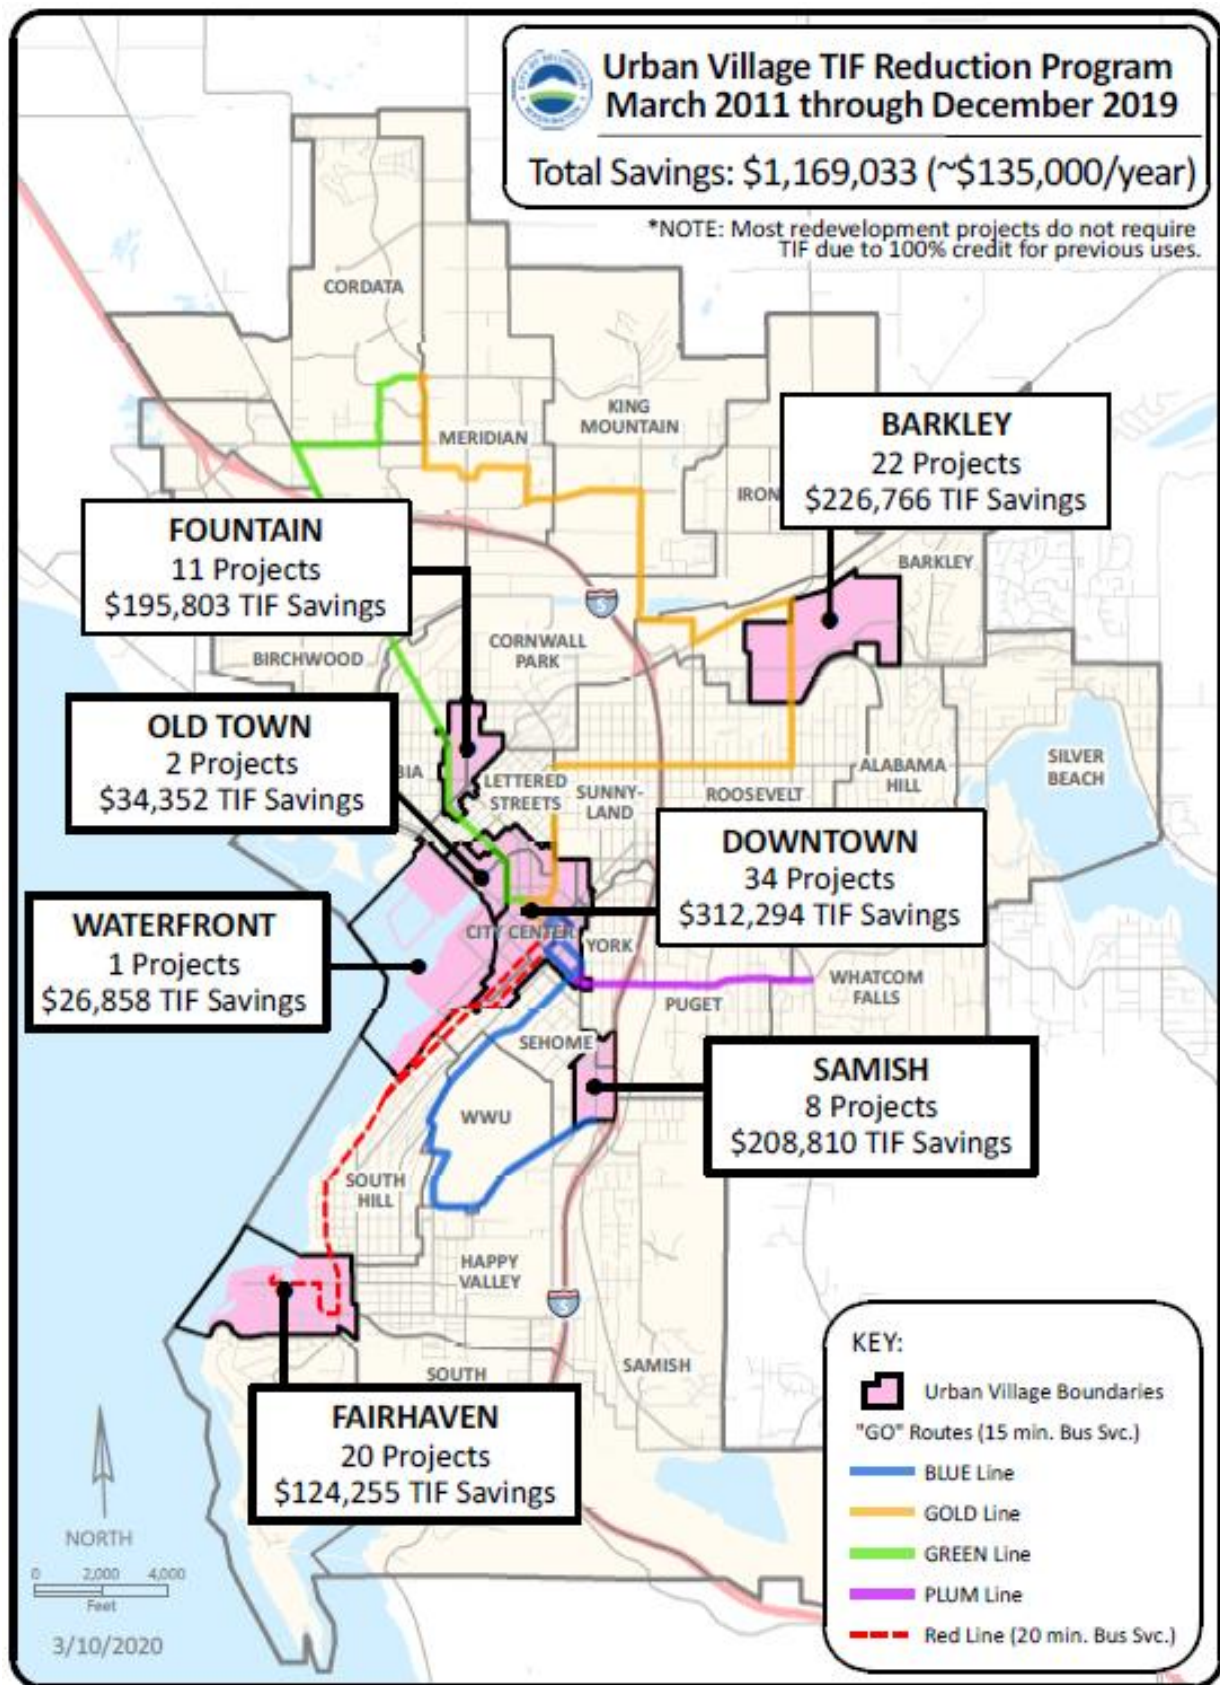 Urban Village TIF Reduction Program
March 2011 through December 2019
Total Savings: $1,169,033 (~$135,000/year)
*NOTE: Most redevelopment projects do not require
TIF due to 100% credit for previous uses.
CORDATA
KING
MOUNTAIN
MERIDIAN
IRON
BARKLEY
22 Projects
$226,766 TIF Savings
BARKLEY
FOUNTAIN
11 Projects
$195,803 TIF Savings
5
CORNWALL
PARK
BIRCHWOOD
OLD TOWN
2 Projects
$34,352 TIF Savings
BIA
LETTERED
STREETS
SUNNY-
LAND
ROOSEVELT
ALABAMA
HILL
SILVER
BEACH
DOWNTOWN
34 Projects
$312,294 TIF Savings
WATERFRONT
1 Projects
$26,858 TIF Savings
CITY CENTER
YORK
PUGET
WHATCOM
FALLS
SEHOME
SAMISH
8 Projects
$208,810 TIF Savings
WWU
SOUTH
HILL
HAPPY
VALLEY
5
SAMISH
SOUTH
FAIRHAVEN
20 Projects
$124,255 TIF Savings
KEY:
Urban Village Boundaries
"GO" Routes (15 min. Bus Svc.)
BLUE Line
GOLD Line
GREEN Line
PLUM Line
Red Line (20 min. Bus Svc.)
NORTH
0 2,000 4,000
Feet
3/10/2020